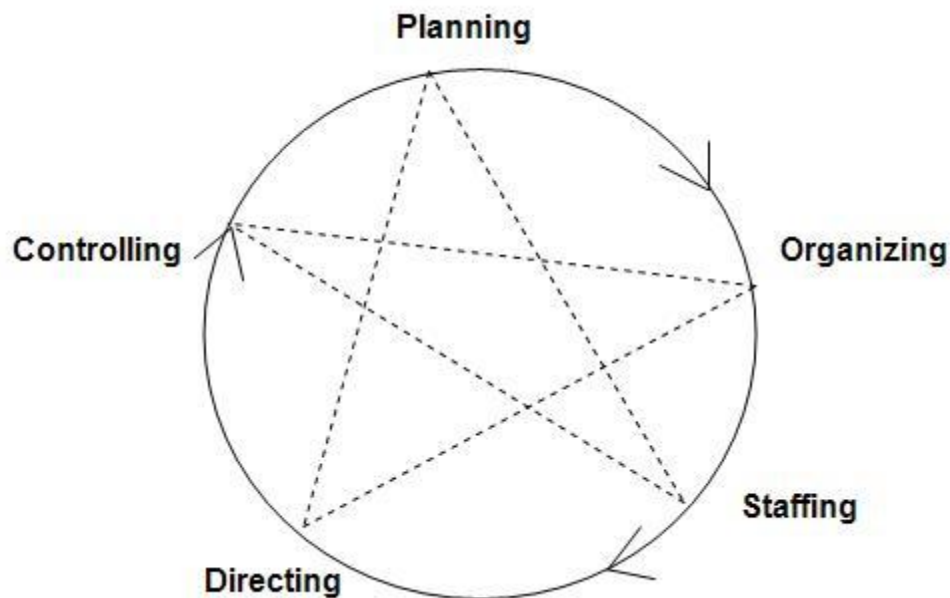 Planning
Organizing
Staffing
Directing
Controlling